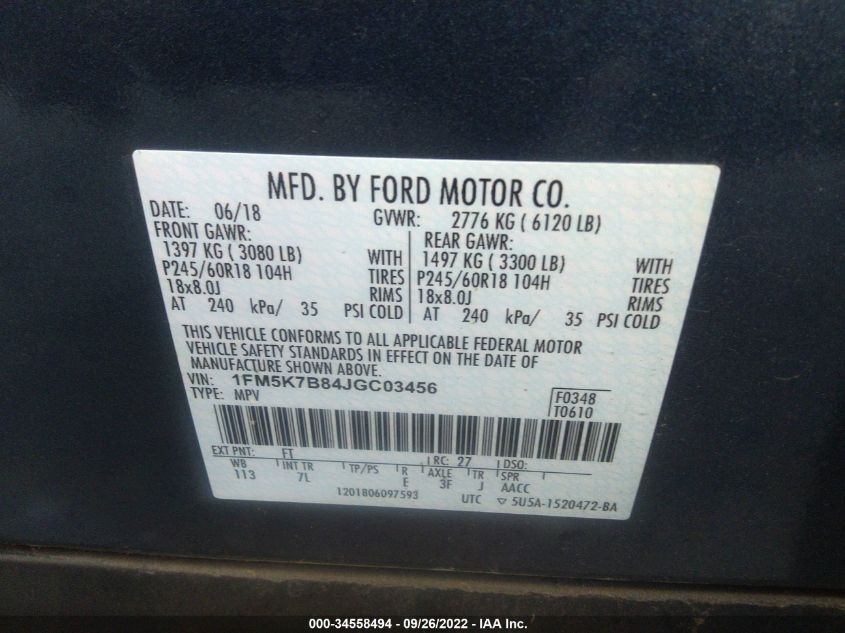 MFD. BY FORD MOTOR CO.
DATE: 06/18 GVWR: 2776 KG ( 6120 LB)
FRONT GAWR: REAR GAWR:
1397 KG ( 3080 LB) WITH 1497 KG ( 3300 LB) WITH
P245/60R18 104H TIRES P245/60R18 104H TIRES
18x8.0J RIMS 18x8.0J RIMS
AT 240 kPa/ 35 PSI COLD AT 240 kPa/ 35 PSI COLD
THIS VEHICLE CONFORMS TO ALL APPLICABLE FEDERAL MOTOR
VEHICLE SAFETY STANDARDS IN EFFECT ON THE DATE OF
MANUFACTURE SHOWN ABOVE.
VIN: 1FM5K7B84JGC03456 F0348
TYPE: MPV T0610
EXT PNT: FT RC: 27 DSO:
WB INT TR TP/PS R AXLE TR SPR
113 7L E 3F J AACC
1201806097593 UTC ▽ 5U5A-1520472-BA
000-34558494 - 09/26/2022 - IAA Inc.